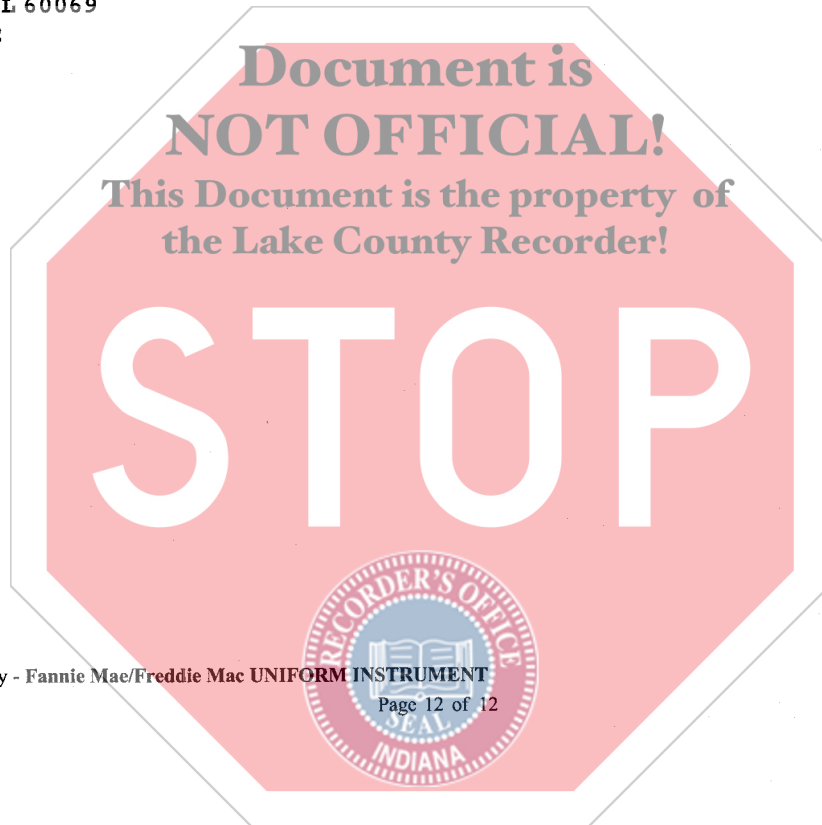 60069
Document is
NOT OFFICIAL!
This Document is the property of
the Lake County Recorder!
STOP
RECORDER'S OFFICE
- Fannie Mae/Freddie Mac UNIFORM INSTRUMENT
Page 12 of 12
SEAL
INDIANA